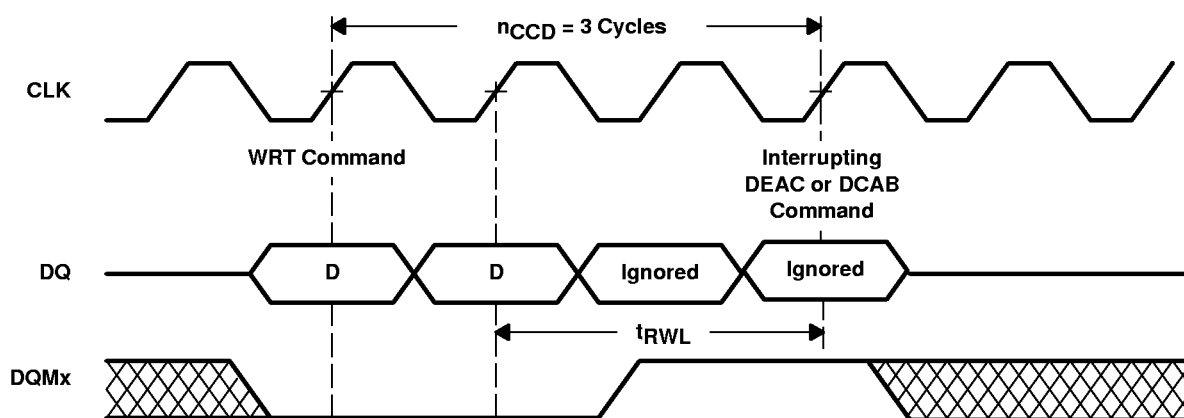 nCCD = 3 Cycles
CLK
WRT Command
Interrupting
DEAC or DCAB
Command
DQ
D
D
Ignored
Ignored
tRWL
DQMx